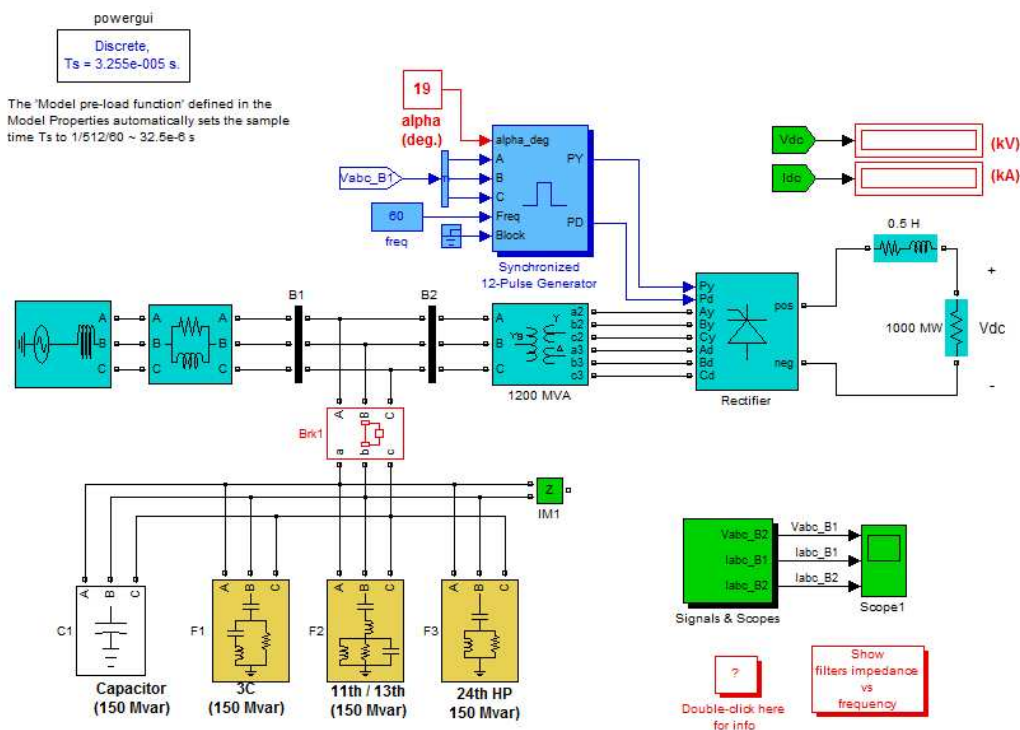 powergui
Discrete,
Ts = 3.255e-005 s.
The 'Model pre-load function' defined in the
Model Properties automatically sets the sample
time Ts to 1/512/60 ~ 32.5e-6 s
19
alpha
(deg.)
alpha_deg
A
B
C
Freq
Block
PY
PD
Vabc_B1
60
freq
Synchronized
12-Pulse Generator
Vdc
(kV)
Idc
(kA)
0.5 H
+
1000 MW
Vdc
-
A
B
C
A
B
C
A
B
C
B1
B2
A
B
C
Y
Δ
a2
b2
c2
a3
b3
c3
1200 MVA
Py
Pd
Ay
By
Cy
Ad
Bd
Cd
pos
neg
Rectifier
A B C
Brk1
a b c
Z
IM1
A B C
C1
Capacitor
(150 Mvar)
A B C
F1
3C
(150 Mvar)
A B C
F2
11th / 13th
(150 Mvar)
A B C
F3
24th HP
150 Mvar)
Vabc_B2
Iabc_B1
Iabc_B2
Signals & Scopes
Vabc_B1
Iabc_B1
Iabc_B2
Scope1
?
Double-click here
for info
Show
filters impedance
vs
frequency